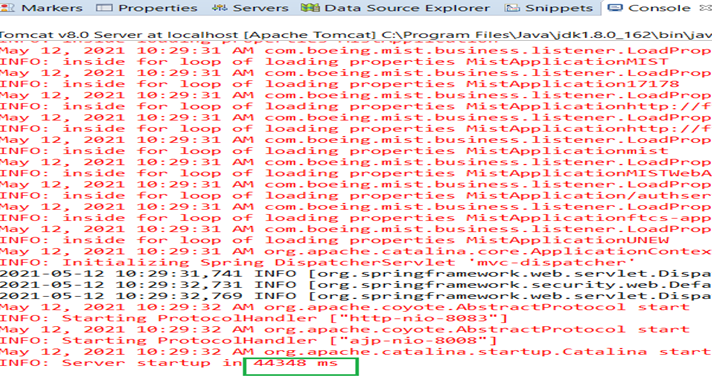 Markers Properties Servers Data Source Explorer Snippets Console
Tomcat v8.0 Server at localhost [Apache Tomcat] C:\Program Files\Java\jdk1.8.0_162\bin\jav
INFO: inside for loop of loading properties MistApplication
May 12, 2021 10:29:31 AM com.boeing.mist.business.listener.LoadProp
INFO: inside for loop of loading properties MistApplicationMIST
May 12, 2021 10:29:31 AM com.boeing.mist.business.listener.LoadProp
INFO: inside for loop of loading properties MistApplication17178
May 12, 2021 10:29:31 AM com.boeing.mist.business.listener.LoadProp
INFO: inside for loop of loading properties MistApplicationhttp://f
May 12, 2021 10:29:31 AM com.boeing.mist.business.listener.LoadProp
INFO: inside for loop of loading properties MistApplicationhttp://f
May 12, 2021 10:29:31 AM com.boeing.mist.business.listener.LoadProp
INFO: inside for loop of loading properties MistApplicationmist
May 12, 2021 10:29:31 AM com.boeing.mist.business.listener.LoadProp
INFO: inside for loop of loading properties MistApplicationMISTWebA
May 12, 2021 10:29:31 AM com.boeing.mist.business.listener.LoadProp
INFO: inside for loop of loading properties MistApplication/authser
May 12, 2021 10:29:31 AM com.boeing.mist.business.listener.LoadProp
INFO: inside for loop of loading properties MistApplicationftcs-app
May 12, 2021 10:29:31 AM com.boeing.mist.business.listener.LoadProp
INFO: inside for loop of loading properties MistApplicationUNEW
May 12, 2021 10:29:31 AM org.apache.catalina.core.ApplicationContex
INFO: Initializing Spring DispatcherServlet 'mvc-dispatcher'
2021-05-12 10:29:31,741 INFO [org.springframework.web.servlet.Dispa
2021-05-12 10:29:32,731 INFO [org.springframework.security.web.Defa
2021-05-12 10:29:32,769 INFO [org.springframework.web.servlet.Dispa
May 12, 2021 10:29:32 AM org.apache.coyote.AbstractProtocol start
INFO: Starting ProtocolHandler ["http-nio-8083"]
May 12, 2021 10:29:32 AM org.apache.coyote.AbstractProtocol start
INFO: Starting ProtocolHandler ["ajp-nio-8008"]
May 12, 2021 10:29:32 AM org.apache.catalina.startup.Catalina start
INFO: Server startup in 44348 ms